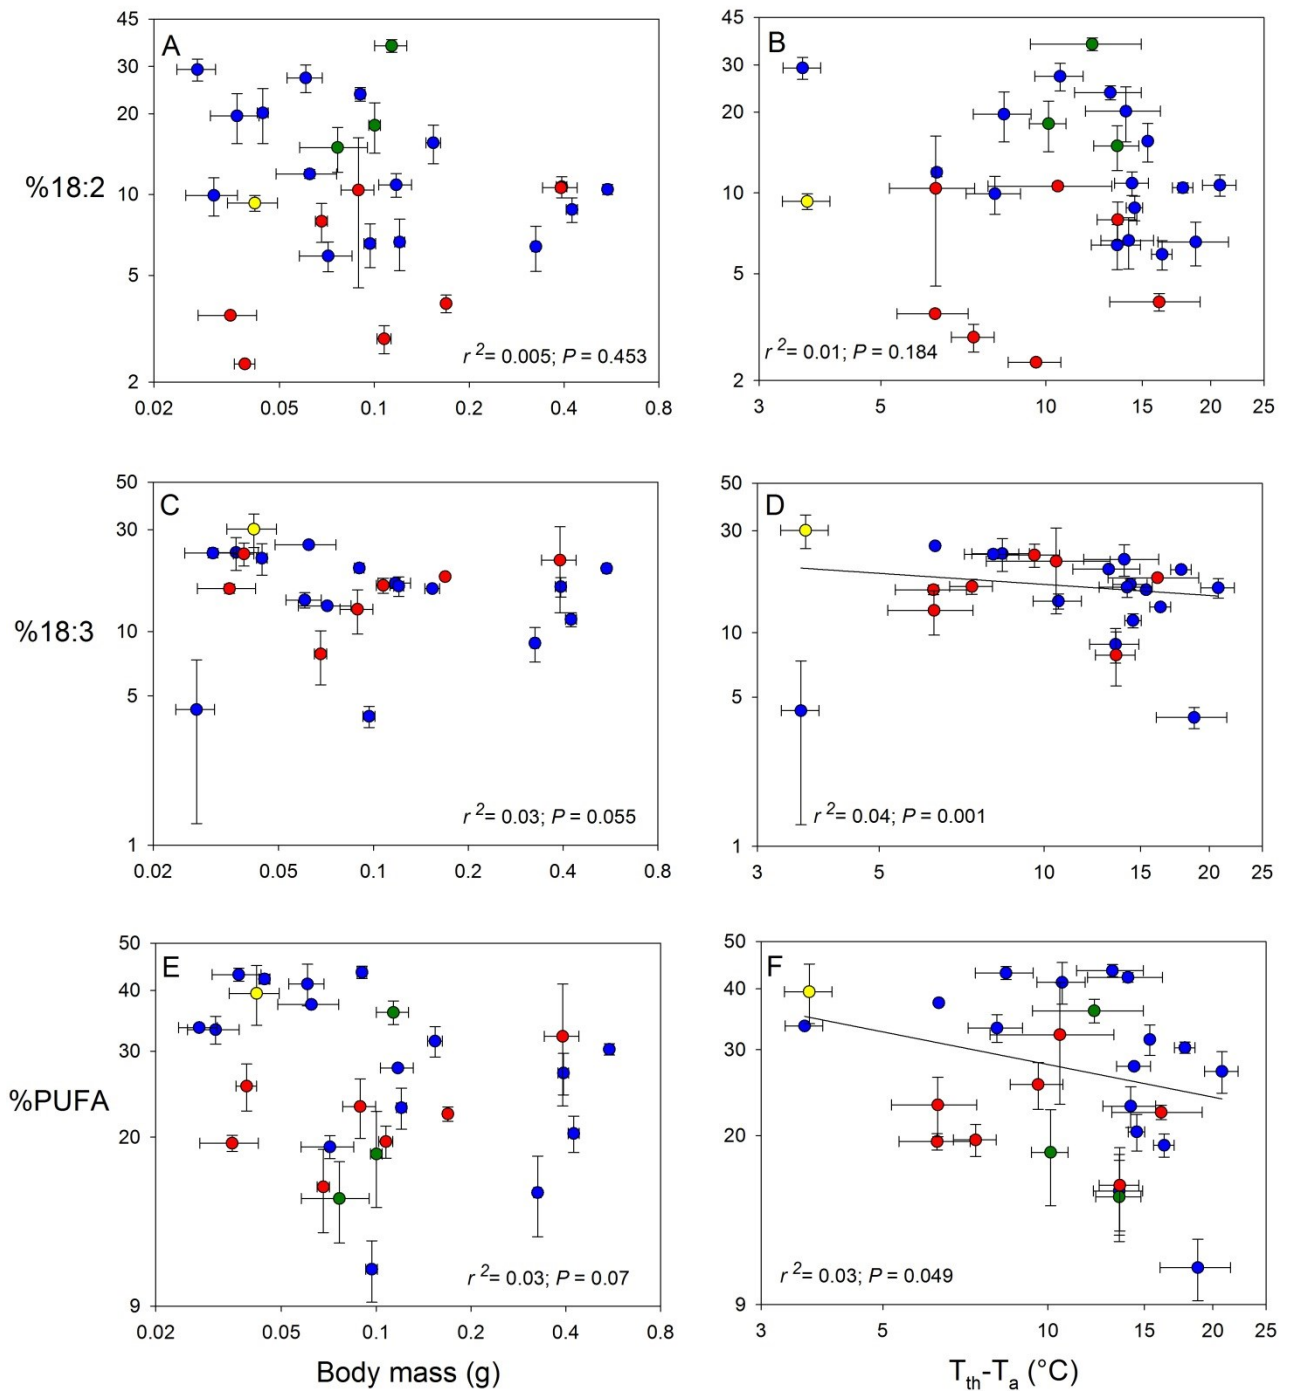 A
B
%18:2
45
30
20
10
5
2
r² = 0.005; P = 0.453
0.02 0.05 0.1 0.2 0.4 0.8
45
30
20
10
5
2
r² = 0.01; P = 0.184
3 5 10 15 20 25
C
D
%18:3
50
30
10
5
1
r² = 0.03; P = 0.055
0.02 0.05 0.1 0.2 0.4 0.8
50
30
10
5
1
r² = 0.04; P = 0.001
3 5 10 15 20 25
E
F
%PUFA
50
40
30
20
9
r² = 0.03; P = 0.07
0.02 0.05 0.1 0.2 0.4 0.8
50
40
30
20
9
r² = 0.03; P = 0.049
3 5 10 15 20 25
Body mass (g)
Tth-Ta (°C)